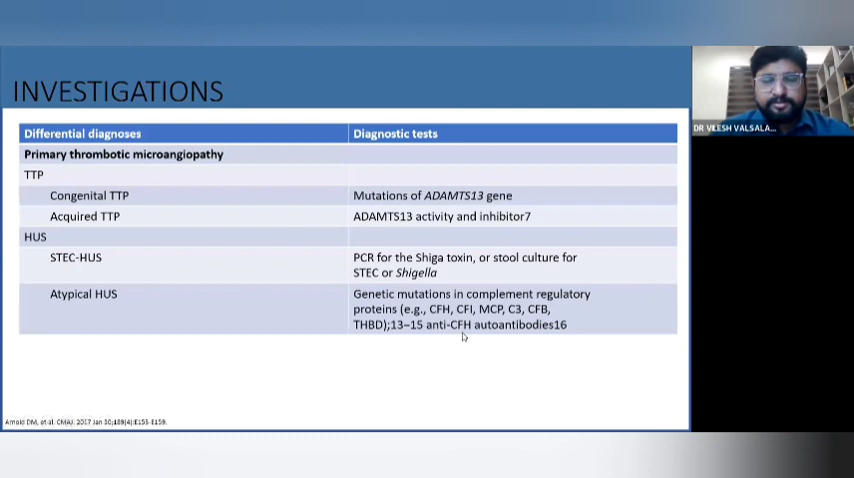 INVESTIGATIONS
DR VILESH VALSALA...
Differential diagnoses Diagnostic tests
Primary thrombotic microangiopathy
TTP
Congenital TTP Mutations of ADAMTS13 gene
Acquired TTP ADAMTS13 activity and inhibitor7
HUS
STEC-HUS PCR for the Shiga toxin, or stool culture for
STEC or Shigella
Atypical HUS Genetic mutations in complement regulatory
proteins (e.g., CFH, CFI, MCP, C3, CFB,
THBD);13–15 anti-CFH autoantibodies16
Arnold DM, et al. CMAJ. 2017 Jan 30;189(4):E153-E159.